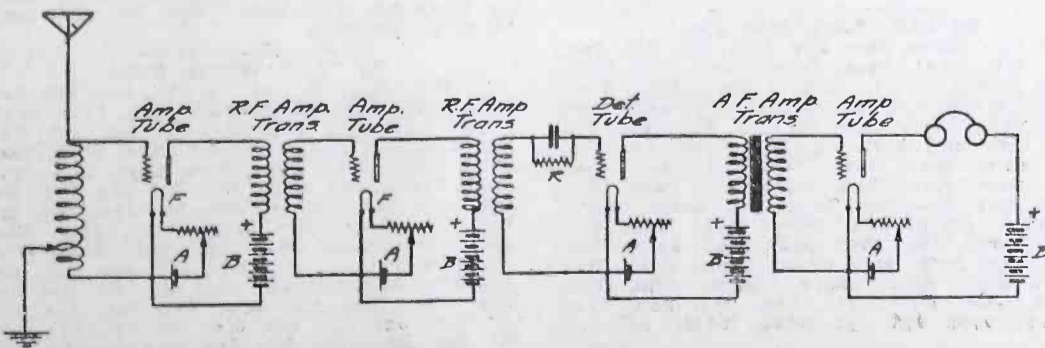 Amp.
Tube
R.F. Amp.
Trans.
Amp.
Tube
R.F. Amp
Trans.
Det.
Tube
A F. Amp
Trans.
Amp
Tube
F
A
+
B
F
A
+
B
R
A
+
B
A
+
B